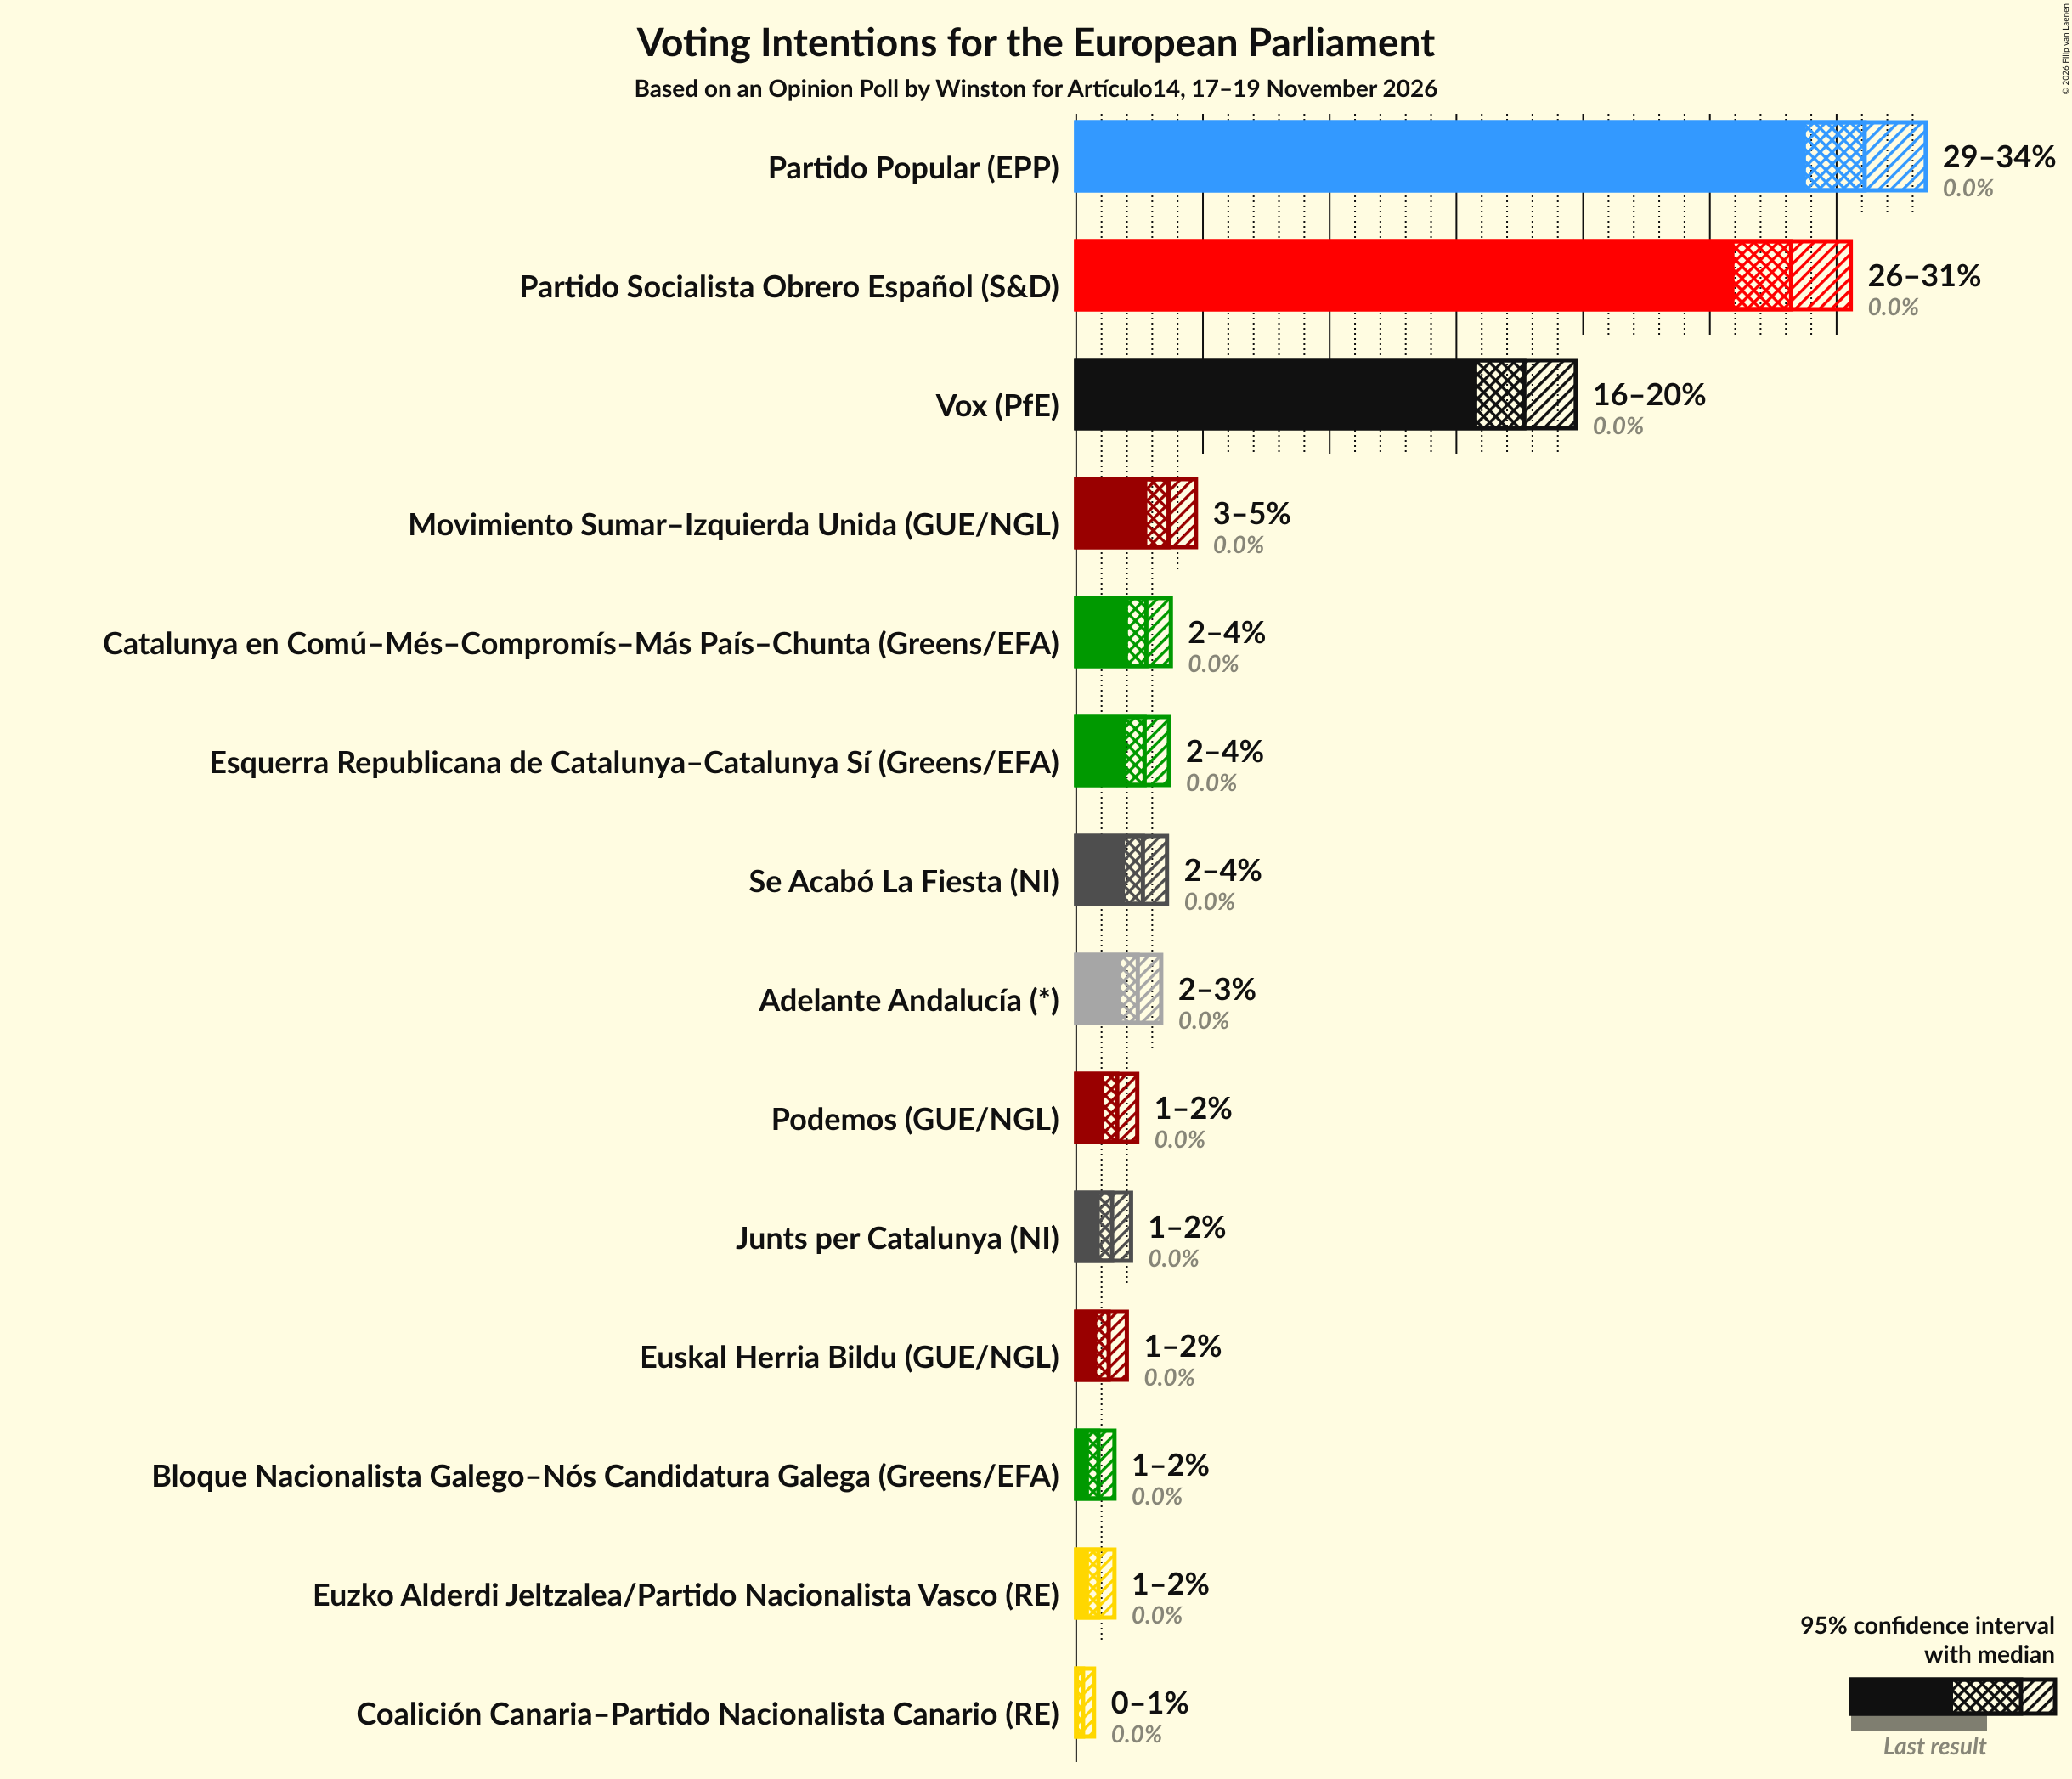 Voting Intentions for the European Parliament
Based on an Opinion Poll by Winston for Artículo14, 17–19 November 2026
© 2026 Filip van Laenen
Partido Popular (EPP)
29–34%
0.0%
Partido Socialista Obrero Español (S&D)
26–31%
0.0%
Vox (PfE)
16–20%
0.0%
Movimiento Sumar–Izquierda Unida (GUE/NGL)
3–5%
0.0%
Catalunya en Comú–Més–Compromís–Más País–Chunta (Greens/EFA)
2–4%
0.0%
Esquerra Republicana de Catalunya–Catalunya Sí (Greens/EFA)
2–4%
0.0%
Se Acabó La Fiesta (NI)
2–4%
0.0%
Adelante Andalucía (*)
2–3%
0.0%
Podemos (GUE/NGL)
1–2%
0.0%
Junts per Catalunya (NI)
1–2%
0.0%
Euskal Herria Bildu (GUE/NGL)
1–2%
0.0%
Bloque Nacionalista Galego–Nós Candidatura Galega (Greens/EFA)
1–2%
0.0%
Euzko Alderdi Jeltzalea/Partido Nacionalista Vasco (RE)
1–2%
0.0%
Coalición Canaria–Partido Nacionalista Canario (RE)
0–1%
0.0%
95% confidence interval
with median
Last result